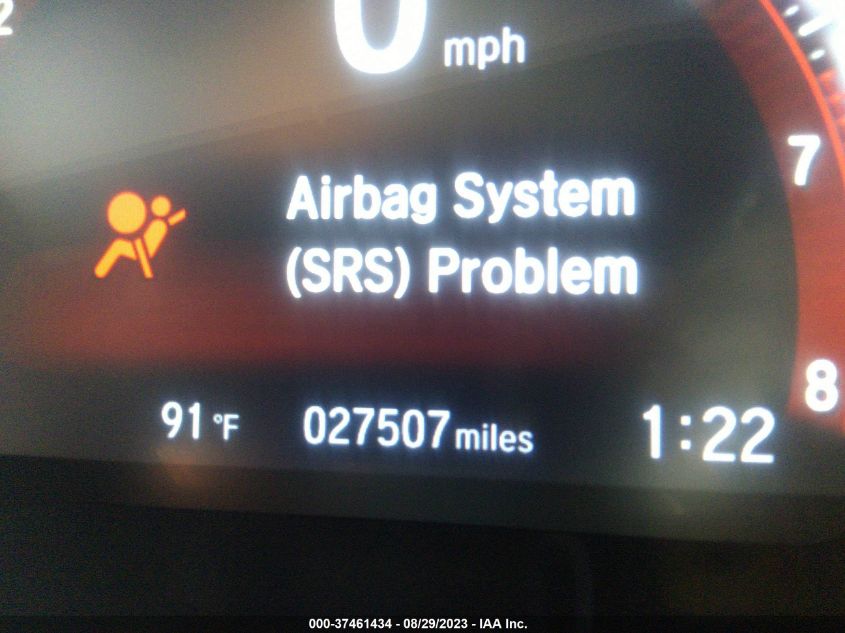 2
0 mph
7
Airbag System
(SRS) Problem
8
91 °F 027507 miles 1:22
000-37461434 - 08/29/2023 - IAA Inc.